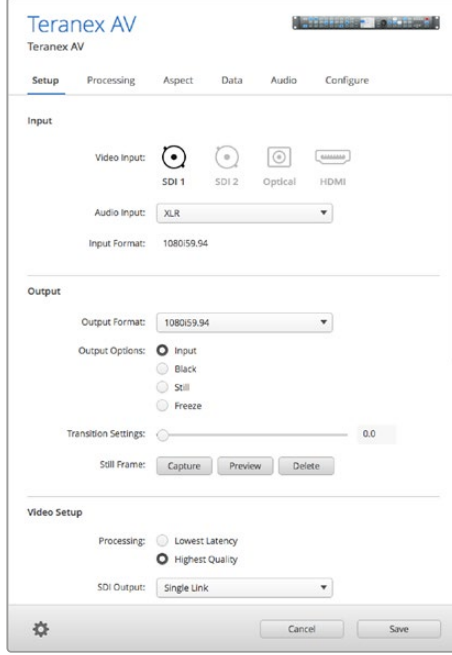 Teranex AV
Teranex AV
Setup Processing Aspect Data Audio Configure
Input
Video Input:
SDI 1 SDI 2 Optical HDMI
Audio Input: XLR
Input Format: 1080i59.94
Output
Output Format: 1080i59.94
Output Options: Input
Black
Still
Freeze
Transition Settings: 0.0
Still Frame: Capture Preview Delete
Video Setup
Processing: Lowest Latency
Highest Quality
SDI Output: Single Link
Cancel Save